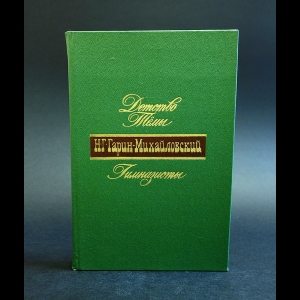 Детство
Тёмы
Н.Г. Гарин-Михайловский
Гимназисты